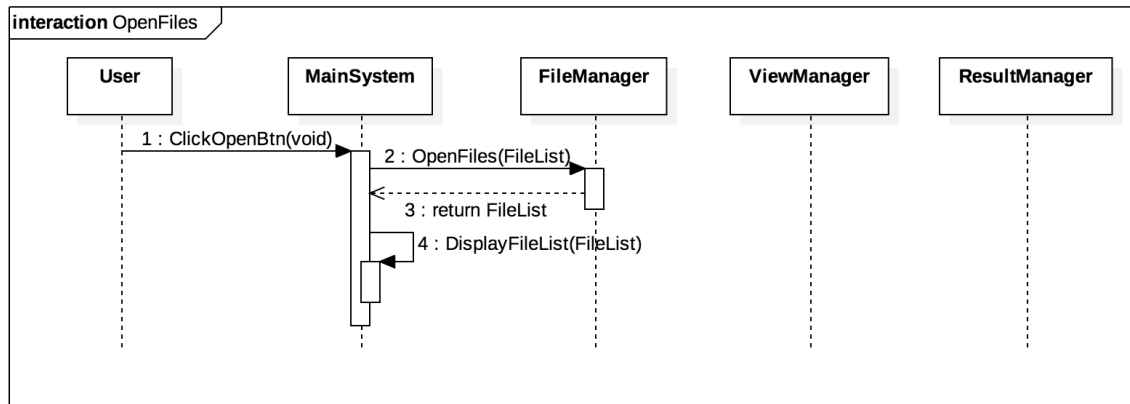 interaction OpenFiles
User
MainSystem
FileManager
ViewManager
ResultManager
1 : ClickOpenBtn(void)
2 : OpenFiles(FileList)
3 : return FileList
4 : DisplayFileList(FileList)